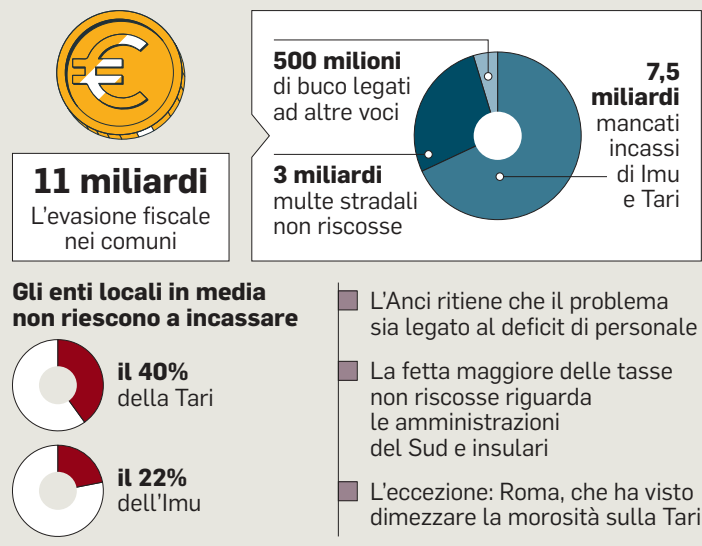 11 miliardi
L'evasione fiscale
nei comuni
500 milioni
di buco legati
ad altre voci
3 miliardi
multe stradali
non riscosse
7,5
miliardi
mancati
incassi
di Imu
e Tari
Gli enti locali in media
non riescono a incassare
il 40%
della Tari
il 22%
dell'Imu
L'Anci ritiene che il problema
sia legato al deficit di personale
La fetta maggiore delle tasse
non riscosse riguarda
le amministrazioni
del Sud e insulari
L'eccezione: Roma, che ha visto
dimezzare la morosità sulla Tari